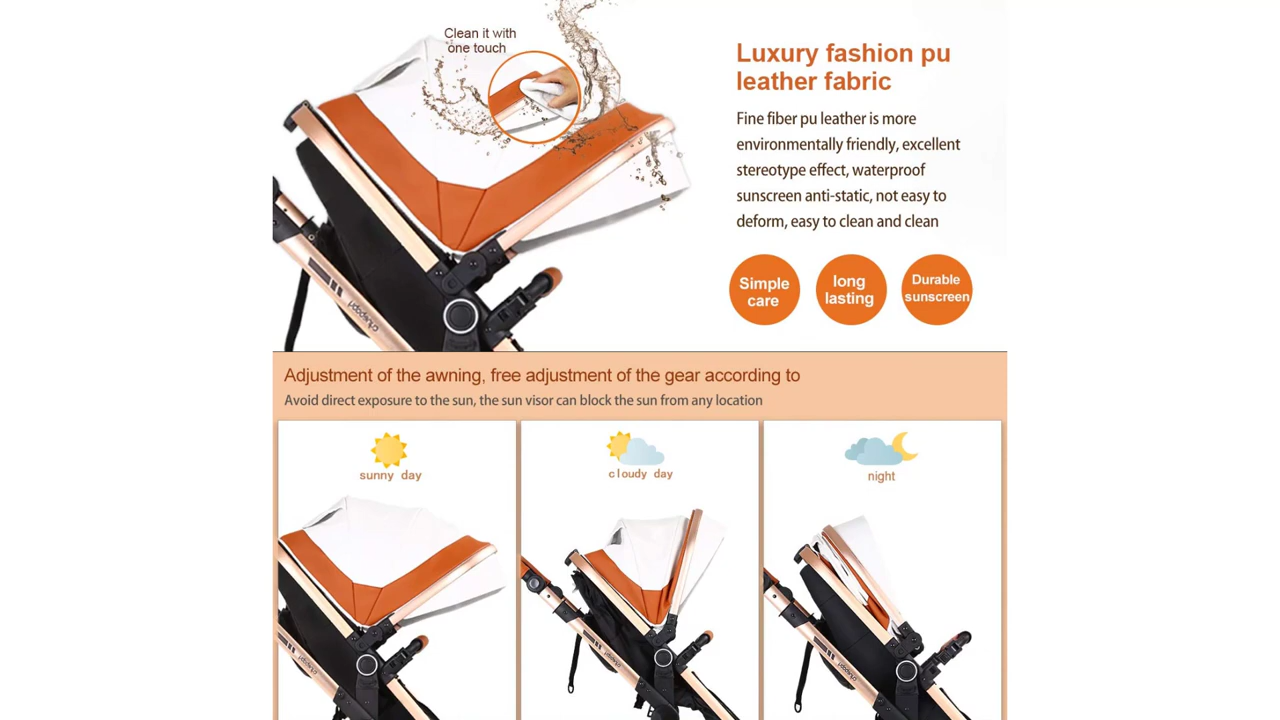 Clean it with
one touch
Luxury fashion pu
leather fabric
Fine fiber pu leather is more
environmentally friendly, excellent
stereotype effect, waterproof
sunscreen anti-static, not easy to
deform, easy to clean and clean
Simple
care
long
lasting
Durable
sunscreen
Adjustment of the awning, free adjustment of the gear according to
Avoid direct exposure to the sun, the sun visor can block the sun from any location
sunny day
cloudy day
night